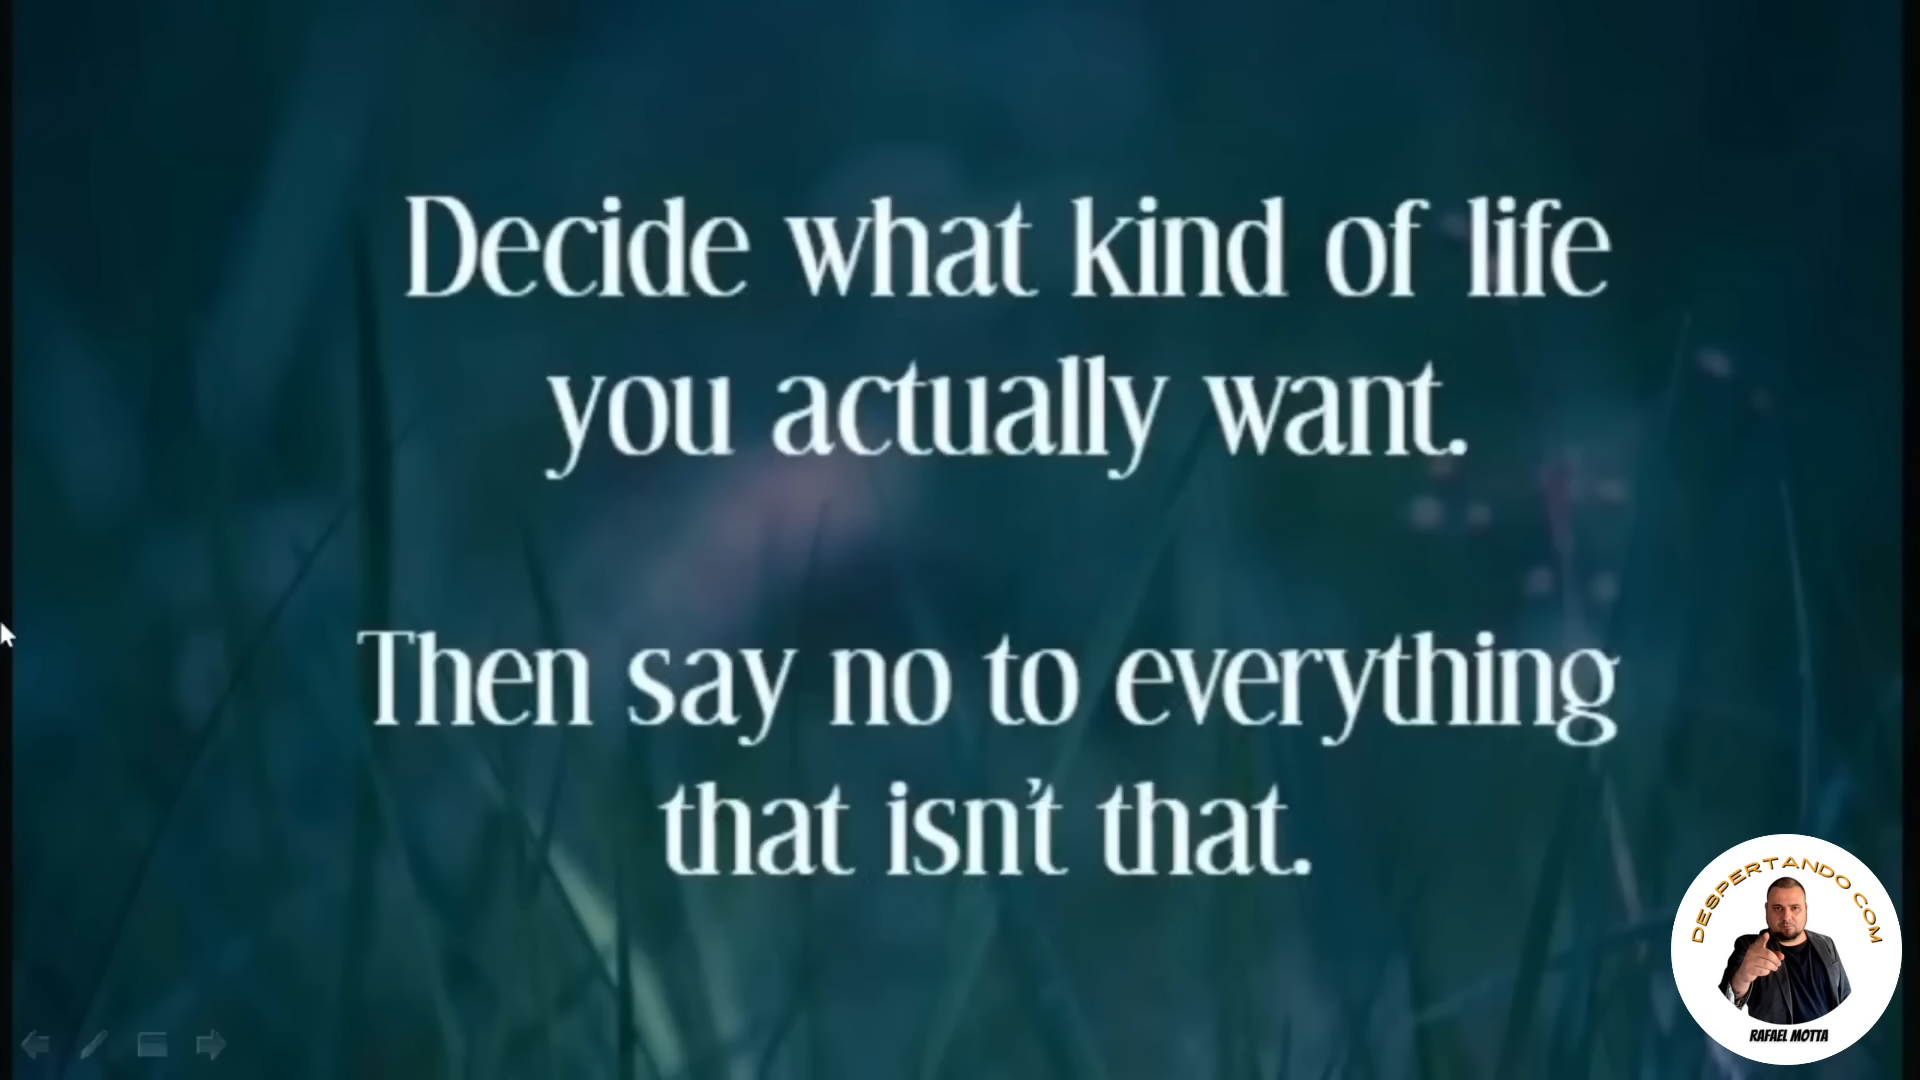 Decide what kind of life
you actually want.
Then say no to everything
that isn't that.
DESPERTANDO COM
RAFAEL MOTTA